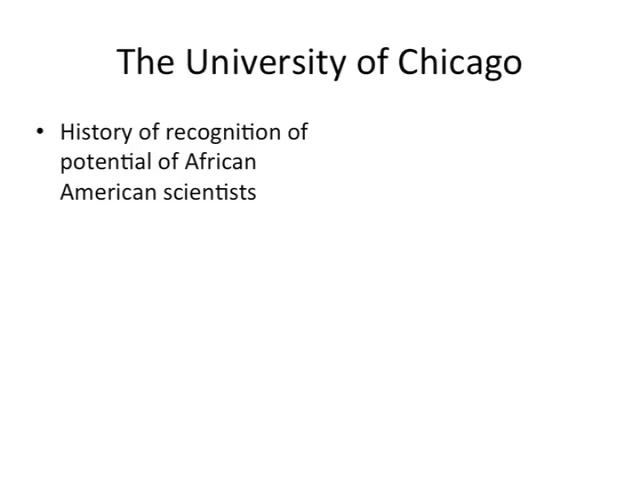 The University of Chicago
• History of recognition of
potential of African
American scientists